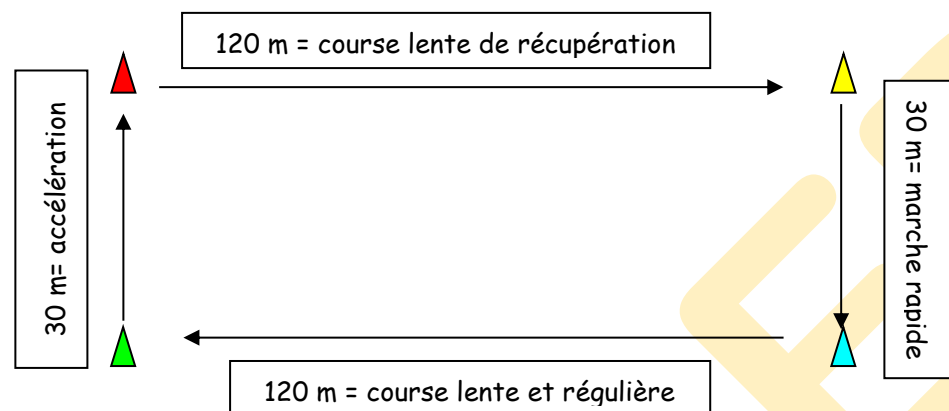 120 m = course lente de récupération
30 m= accélération
30 m= marche rapide
120 m = course lente et régulière